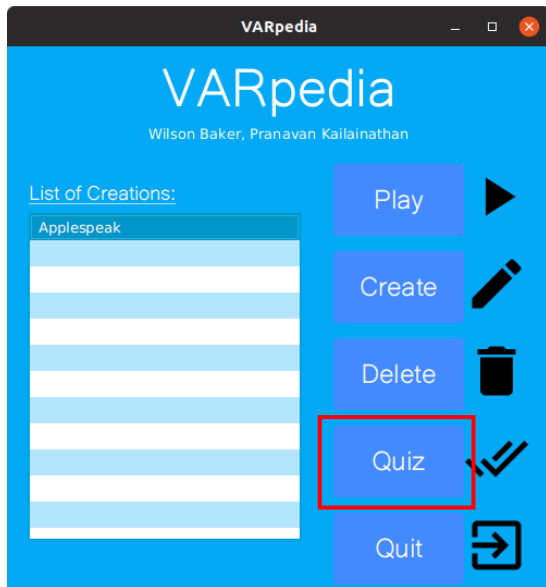 VARpedia
VARpedia
Wilson Baker, Pranavan Kailainathan
List of Creations:
Applespeak
Play
Create
Delete
Quiz
Quit